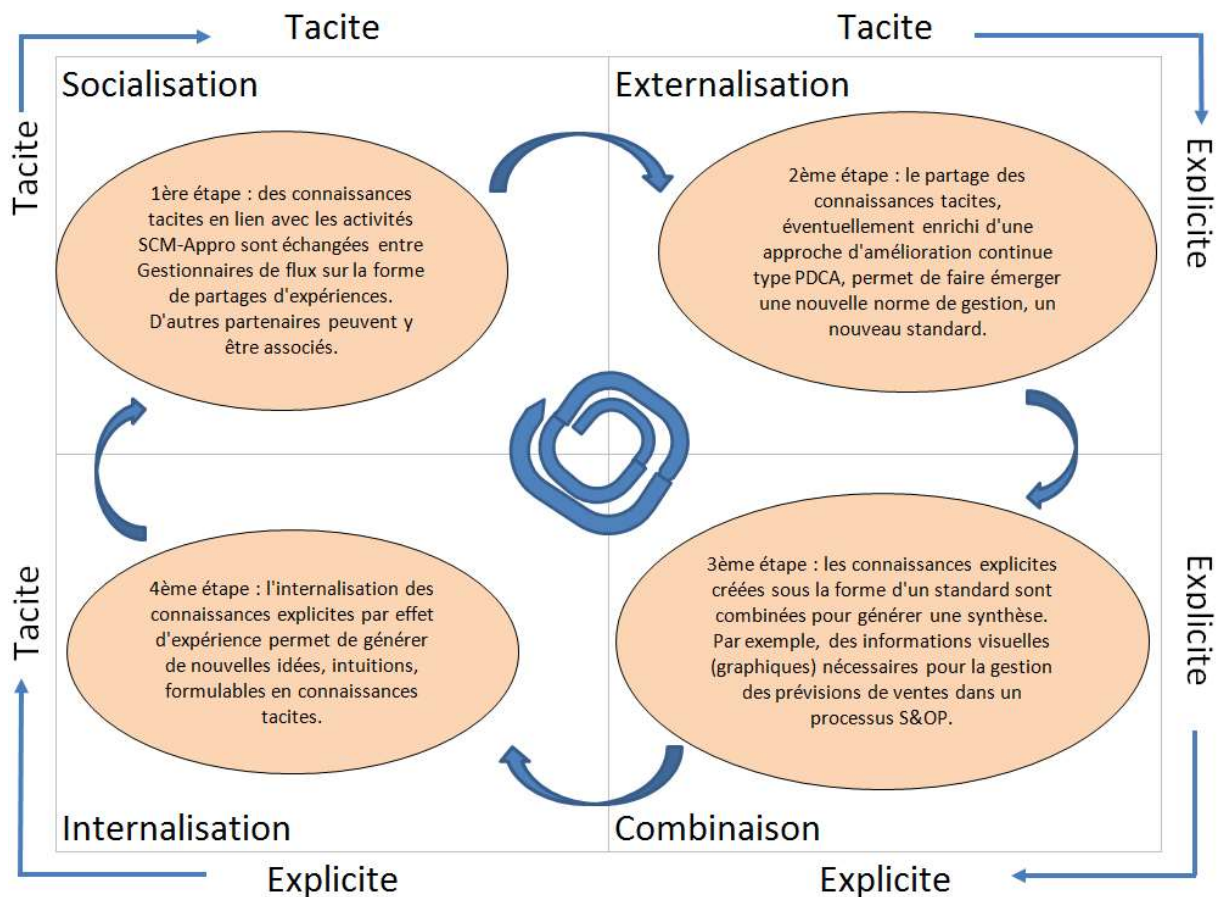 Tacite
Tacite
Tacite
Explicite
Socialisation
Externalisation
1ère étape : des connaissances
tacites en lien avec les activités
SCM-Appro sont échangées entre
Gestionnaires de flux sur la forme
de partages d'expériences.
D'autres partenaires peuvent y
être associés.
2ème étape : le partage des
connaissances tacites,
éventuellement enrichi d'une
approche d'amélioration continue
type PDCA, permet de faire émerger
une nouvelle norme de gestion, un
nouveau standard.
Tacite
4ème étape : l'internalisation des
connaissances explicites par effet
d'expérience permet de générer
de nouvelles idées, intuitions,
formulables en connaissances
tacites.
3ème étape : les connaissances explicites
créées sous la forme d'un standard sont
combinées pour générer une synthèse.
Par exemple, des informations visuelles
(graphiques) nécessaires pour la gestion
des prévisions de ventes dans un
processus S&OP.
Explicite
Internalisation
Combinaison
Explicite
Explicite